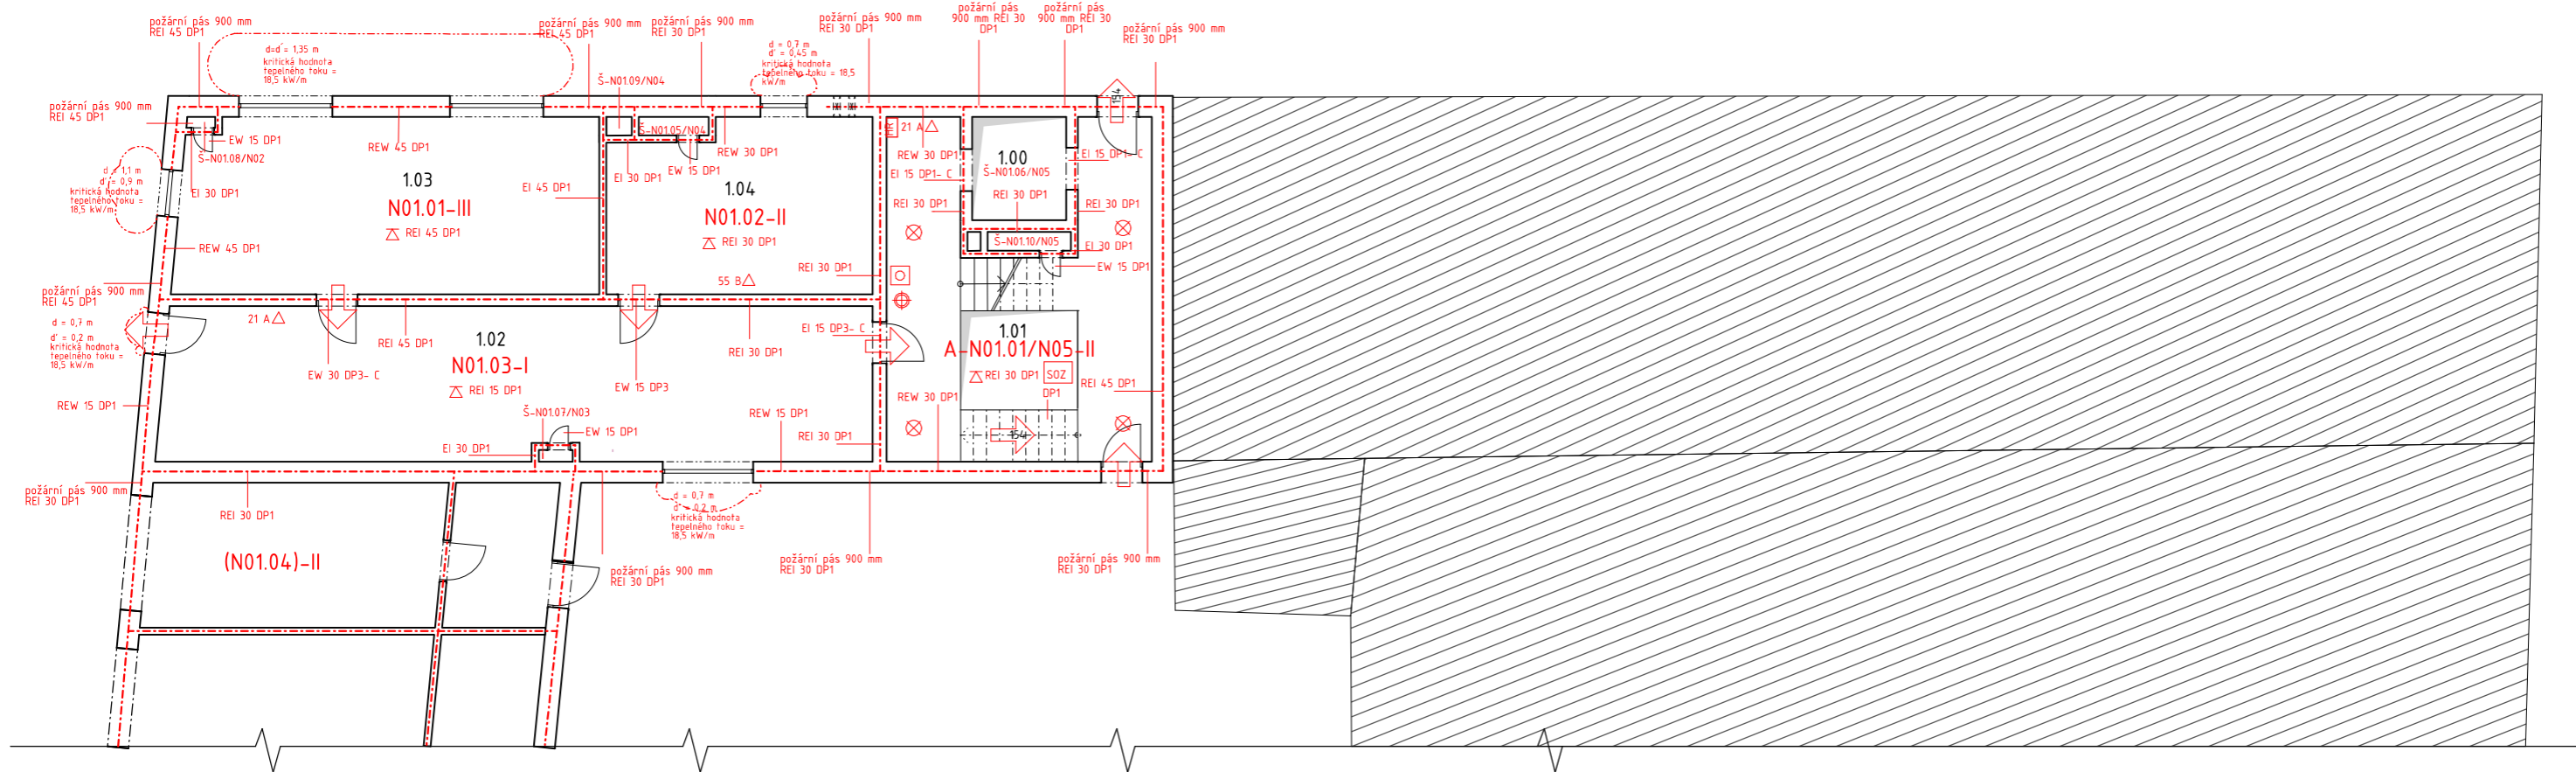 požární pás 900 mm
REI 45 DP1
d=d' = 1,35 m
kritická hodnota
tepelného toku =
18,5 kW/m
požární pás 900 mm
REI 45 DP1
požární pás 900 mm
REI 30 DP1
d = 0,7 m
d' = 0,45 m
kritická hodnota
tepelného toku = 18,5
kW/m
požární pás 900 mm
REI 30 DP1
požární pás
900 mm REI 30
DP1
požární pás
900 mm REI 30
DP1
požární pás 900 mm
REI 30 DP1
požární pás 900 mm
REI 45 DP1
Š-N01.09/N04
Š-N01.05/N04
EW 15 DP1
Š-N01.08/N02
REW 45 DP1
REW 30 DP1
EI 30 DP1
EW 15 DP1
21 A
REW 30 DP1
EI 15 DP1- C
1.00
Š-N01.06/N05
EI 15 DP1- C
154
d = 1,1 m
d' = 0,9 m
kritická hodnota
tepelného toku =
18,5 kW/m
EI 30 DP1
1.03
N01.01-III
REI 45 DP1
EI 45 DP1
1.04
N01.02-II
REI 30 DP1
REI 30 DP1
REI 30 DP1
REI 30 DP1
REW 45 DP1
Š-N01.10/N05
EI 30 DP1
EW 15 DP1
REI 30 DP1
55 B
požární pás 900 mm
REI 45 DP1
d = 0,7 m
d' = 0,2 m
kritická hodnota
tepelného toku =
18,5 kW/m
21 A
REI 45 DP1
1.02
N01.03-I
REI 15 DP1
REI 30 DP1
EI 15 DP3- C
1.01
A-N01.01/N05-II
REI 30 DP1
SOZ
DP1
REI 45 DP1
EW 30 DP3- C
EW 15 DP3
REW 15 DP1
Š-N01.07/N03
EW 15 DP1
EI 30 DP1
REW 15 DP1
REI 30 DP1
REW 30 DP1
154
požární pás 900 mm
REI 30 DP1
REI 30 DP1
d = 0,7 m
d' = 0,2 m
kritická hodnota
tepelného toku =
18,5 kW/m
(N01.04)-II
požární pás 900 mm
REI 30 DP1
požární pás 900 mm
REI 30 DP1
požární pás 900 mm
REI 30 DP1